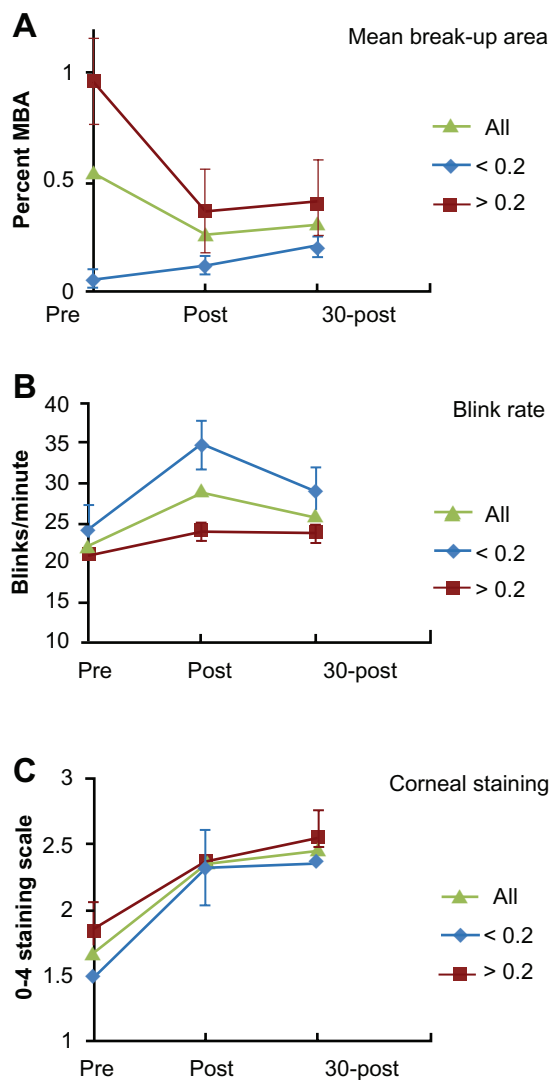 A
Mean break-up area
Percent MBA
1
0.5
0
Pre Post 30-post
All
< 0.2
> 0.2
B
Blink rate
Blinks/minute
40
35
30
25
20
15
10
Pre Post 30-post
All
< 0.2
> 0.2
C
Corneal staining
0-4 staining scale
3
2.5
2
1.5
1
Pre Post 30-post
All
< 0.2
> 0.2